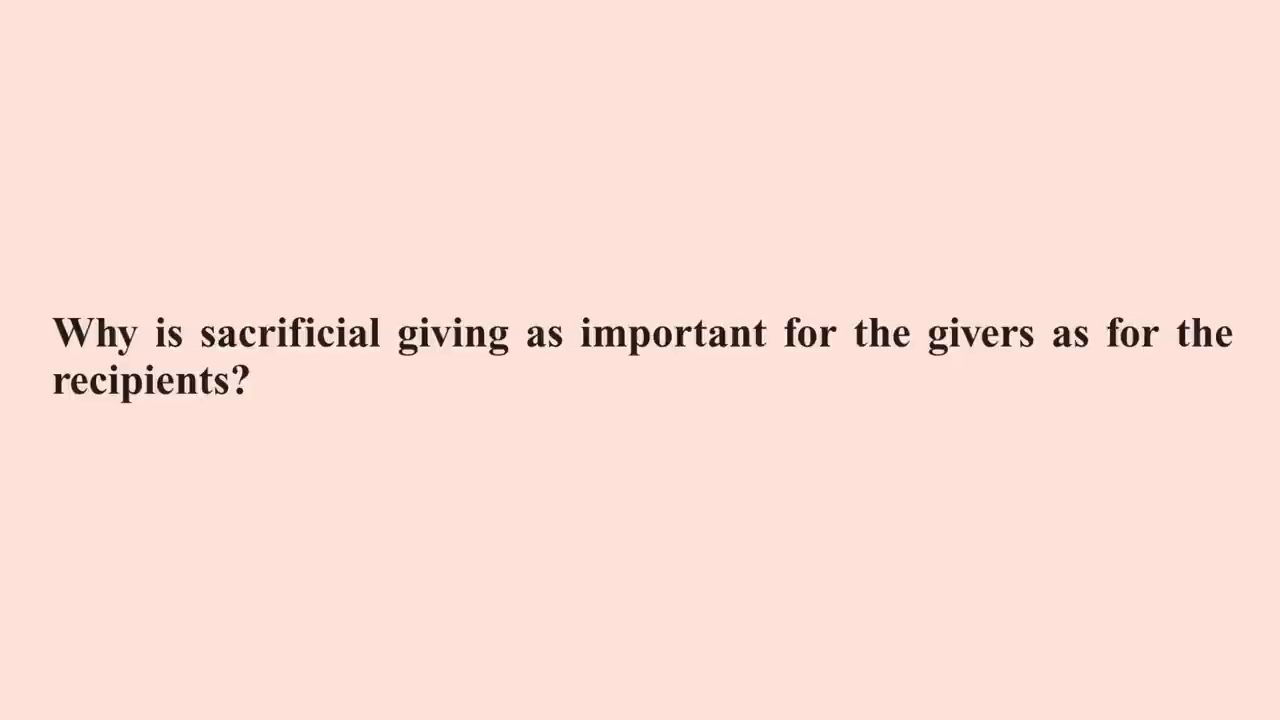 Why is sacrificial giving as important for the givers as for the
recipients?